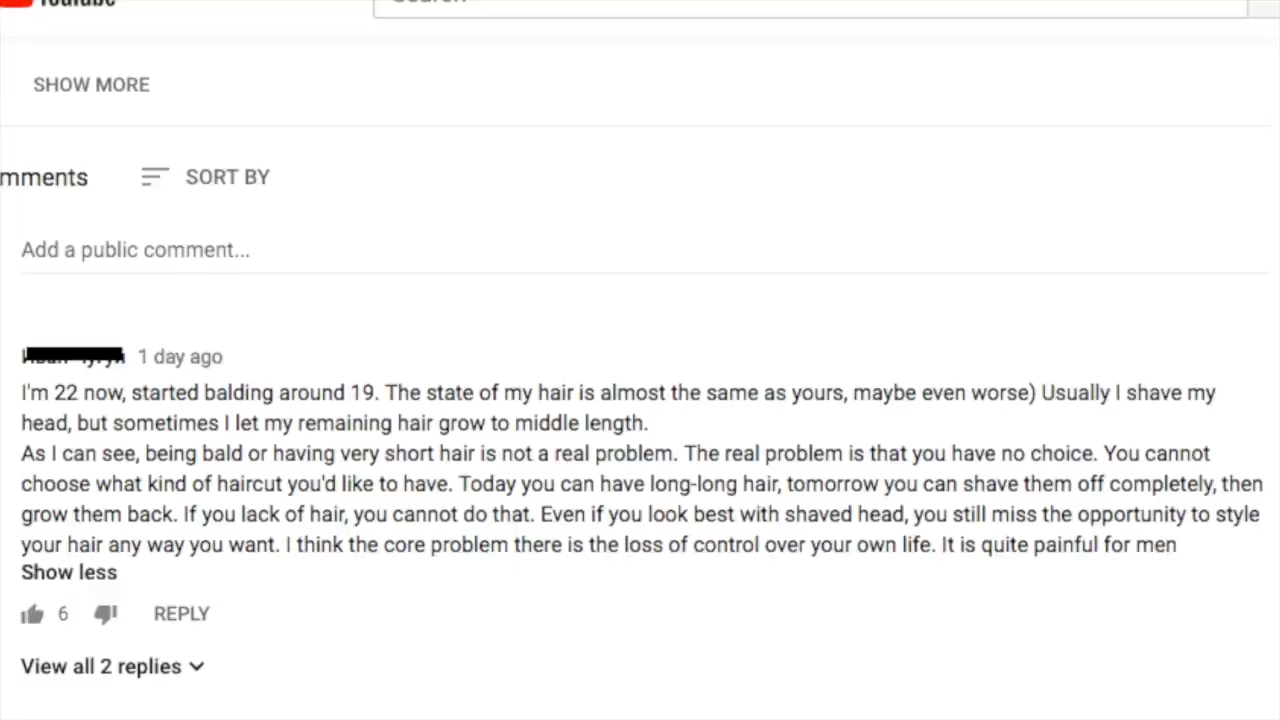 SHOW MORE
mments
SORT BY
Add a public comment...
1 day ago
I'm 22 now, started balding around 19. The state of my hair is almost the same as yours, maybe even worse) Usually I shave my
head, but sometimes I let my remaining hair grow to middle length.
As I can see, being bald or having very short hair is not a real problem. The real problem is that you have no choice. You cannot
choose what kind of haircut you'd like to have. Today you can have long-long hair, tomorrow you can shave them off completely, then
grow them back. If you lack of hair, you cannot do that. Even if you look best with shaved head, you still miss the opportunity to style
your hair any way you want. I think the core problem there is the loss of control over your own life. It is quite painful for men
Show less
6
REPLY
View all 2 replies